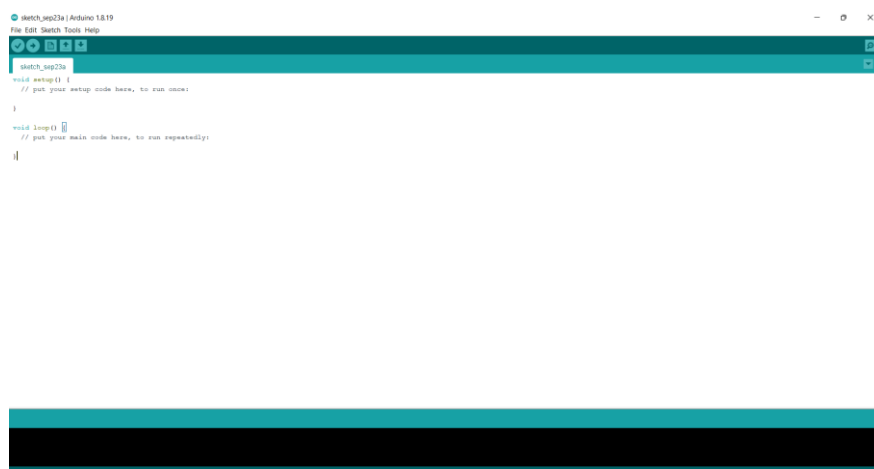 sketch_sep23a | Arduino 1.8.19
File Edit Sketch Tools Help
sketch_sep23a
void setup() {
// put your setup code here, to run once:
}
void loop() {
// put your main code here, to run repeatedly:
}